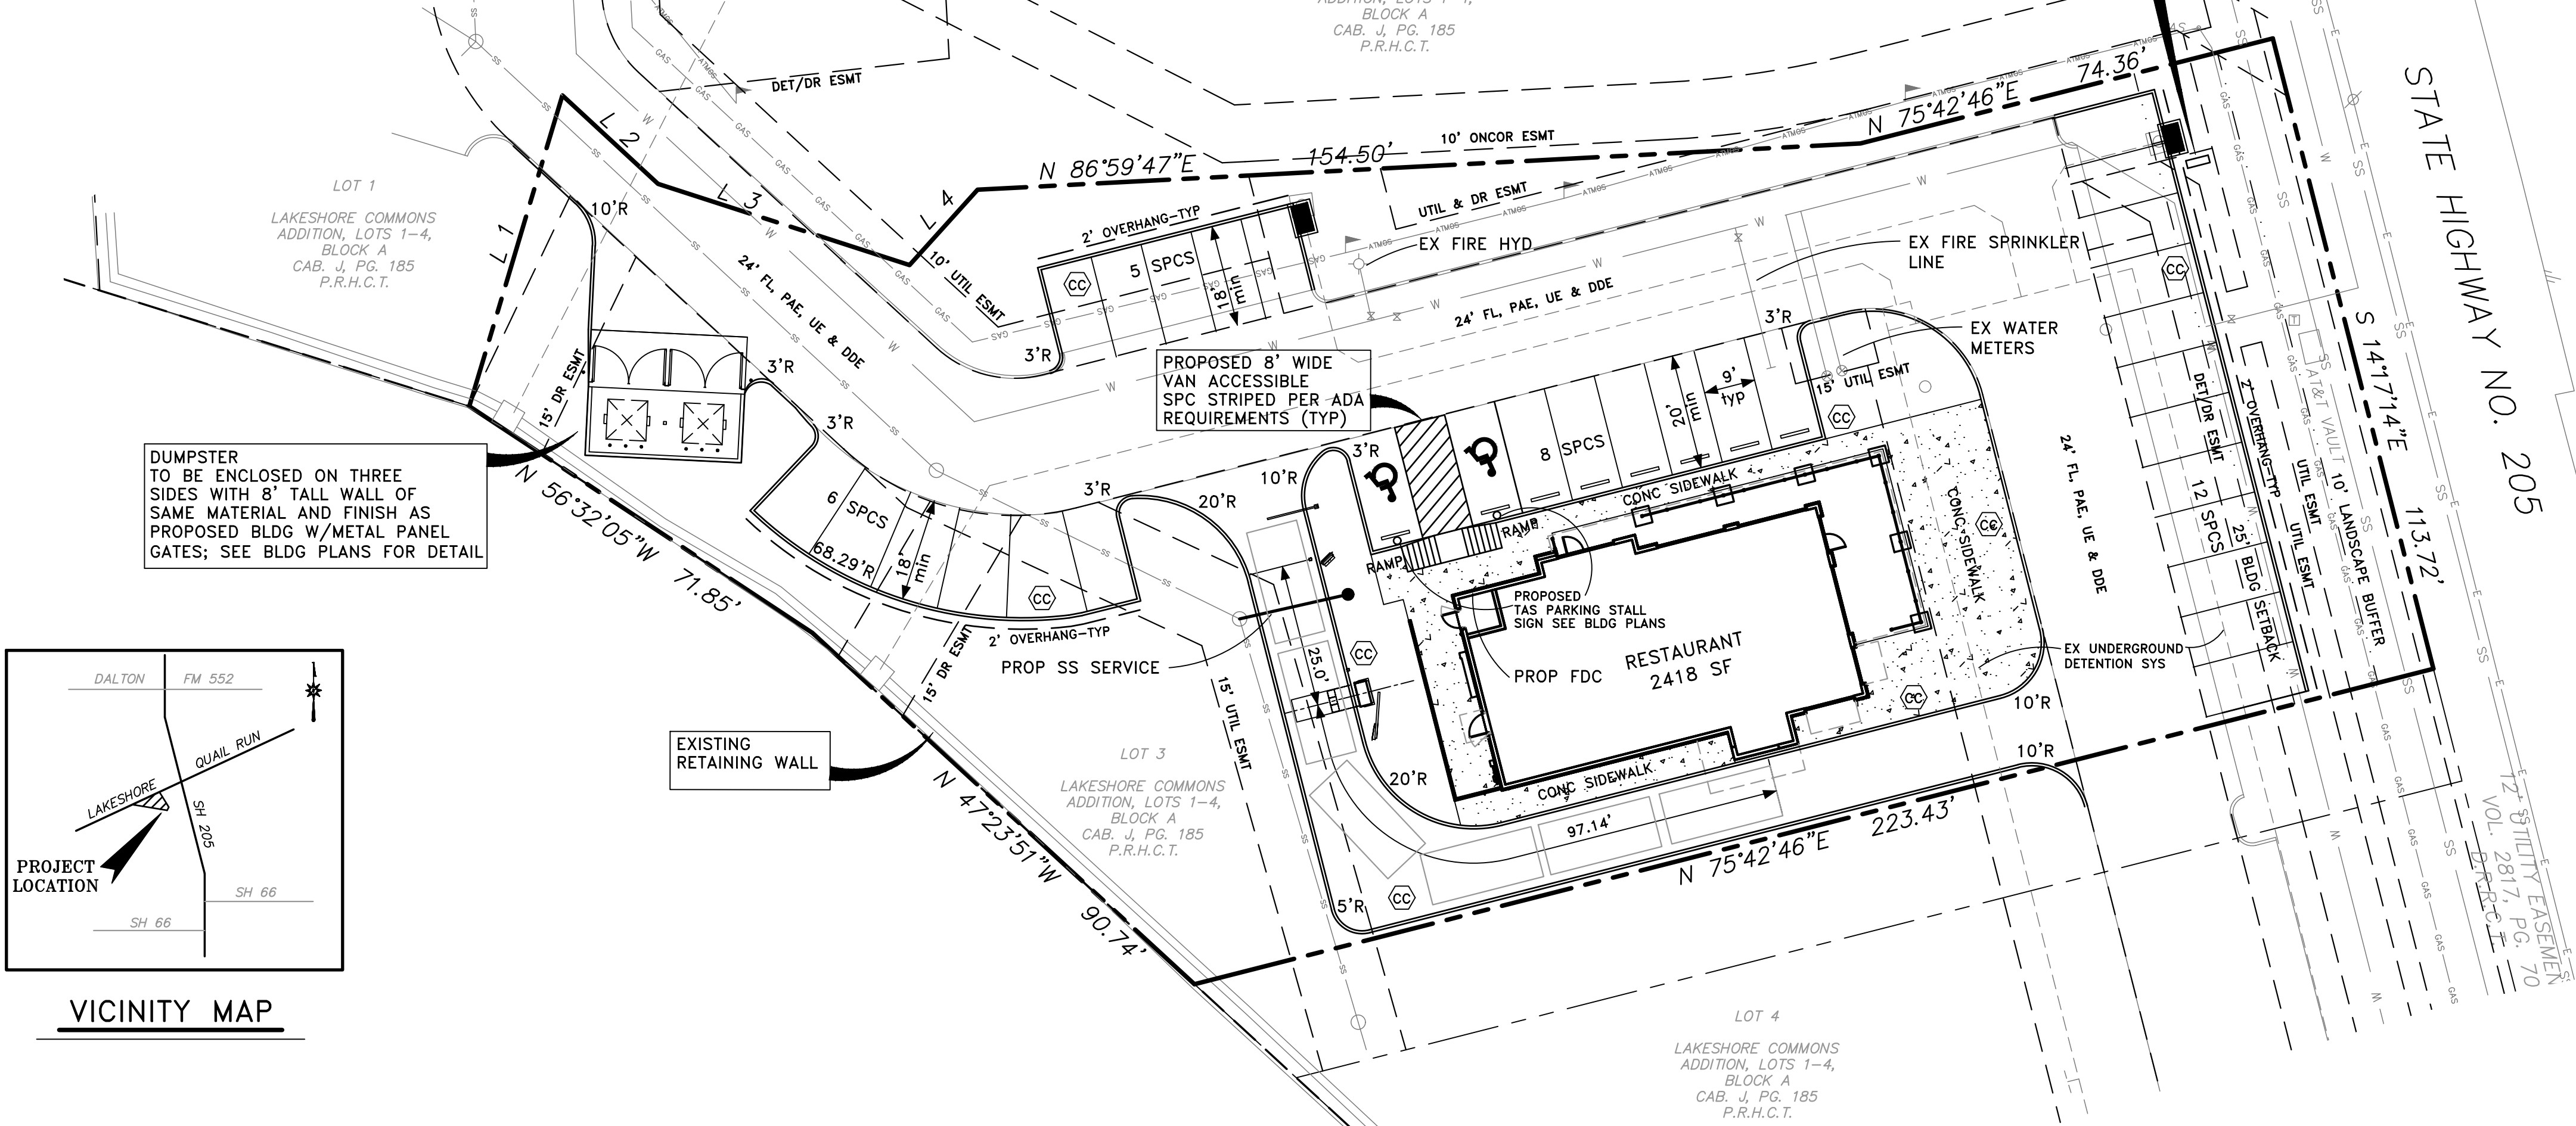 ADDITION, LOTS 1-4,
BLOCK A
CAB. J, PG. 185
P.R.H.C.T.
DET/DR ESMT
N 75°42'46"E
74.36'
10' ONCOR ESMT
N 86°59'47"E
154.50'
UTIL & DR ESMT
STATE HIGHWAY NO. 205
LOT 1
LAKESHORE COMMONS
ADDITION, LOTS 1-4,
BLOCK A
CAB. J, PG. 185
P.R.H.C.T.
L 1
L 2
L 3
L 4
10'R
2' OVERHANG-TYP
5 SPCS
CC
18'
min
10' UTIL ESMT
24' FL, PAE, UE & DDE
3'R
EX FIRE HYD
EX FIRE SPRINKLER
LINE
24' FL, PAE, UE & DDE
EX WATER
METERS
3'R
15' UTIL ESMT
CC
CC
PROPOSED 8' WIDE
VAN ACCESSIBLE
SPC STRIPED PER ADA
REQUIREMENTS (TYP)
20'
min
9'
typ
8 SPCS
3'R
10'R
S 14°17'14"E
113.72'
AT&T VAULT
15' DR ESMT
3'R
3'R
DUMPSTER
TO BE ENCLOSED ON THREE
SIDES WITH 8' TALL WALL OF
SAME MATERIAL AND FINISH AS
PROPOSED BLDG W/METAL PANEL
GATES; SEE BLDG PLANS FOR DETAIL
N 56°32'05"W
71.85'
6 SPCS
68.29'R
18'
min
CC
3'R
20'R
2' OVERHANG-TYP
15' DR ESMT
PROP SS SERVICE
15' UTIL ESMT
25.0'
CC
CONC SIDEWALK
RAMP
RAMP
PROPOSED
TAS PARKING STALL
SIGN SEE BLDG PLANS
PROP FDC
RESTAURANT
2418 SF
CONC SIDEWALK
CC
CC
24' FL, PAE, UE & DDE
DET/DR ESMT
12 SPCS
2' OVERHANG-TYP
25' BLDG SETBACK
UTIL ESMT
UTIL ESMT
10' LANDSCAPE BUFFER
EX UNDERGROUND
DETENTION SYS
10'R
10'R
EXISTING
RETAINING WALL
N 47°23'51"W
90.74'
LOT 3
LAKESHORE COMMONS
ADDITION, LOTS 1-4,
BLOCK A
CAB. J, PG. 185
P.R.H.C.T.
20'R
CONC SIDEWALK
97.14'
5'R
CC
N 75°42'46"E
223.43'
72' UTILITY EASEMEN
VOL. 2817, PG. 70
D.R.R.C.T.
LOT 4
LAKESHORE COMMONS
ADDITION, LOTS 1-4,
BLOCK A
CAB. J, PG. 185
P.R.H.C.T.
DALTON
FM 552
QUAIL RUN
LAKESHORE
SH 205
PROJECT
LOCATION
SH 66
SH 66
VICINITY MAP